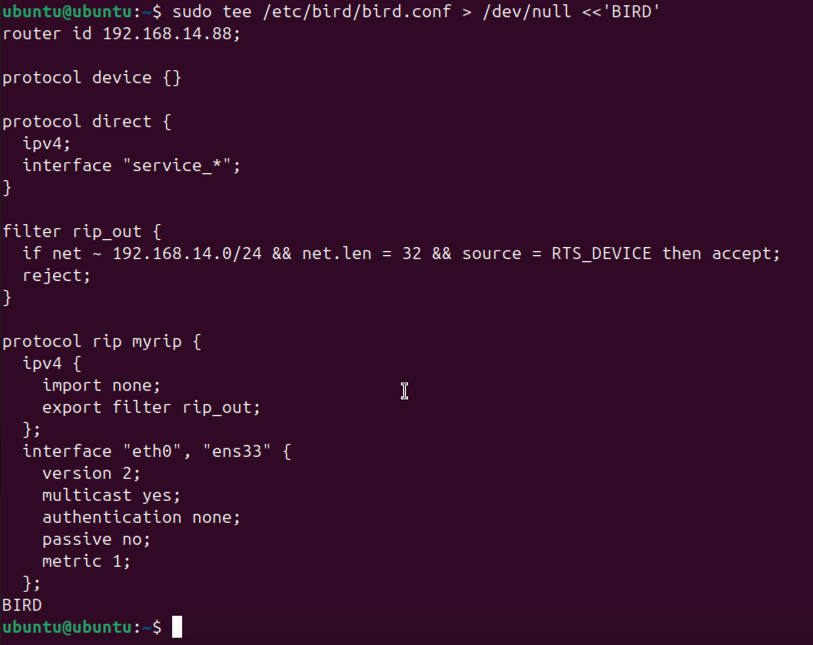 ubuntu@ubuntu:~$ sudo tee /etc/bird/bird.conf > /dev/null <<'BIRD'
router id 192.168.14.88;

protocol device {}

protocol direct {
  ipv4;
  interface "service_*";
}

filter rip_out {
  if net ~ 192.168.14.0/24 && net.len = 32 && source = RTS_DEVICE then accept;
  reject;
}

protocol rip myrip {
  ipv4 {
    import none;
    export filter rip_out;
  };
  interface "eth0", "ens33" {
    version 2;
    multicast yes;
    authentication none;
    passive no;
    metric 1;
  };
BIRD
ubuntu@ubuntu:~$